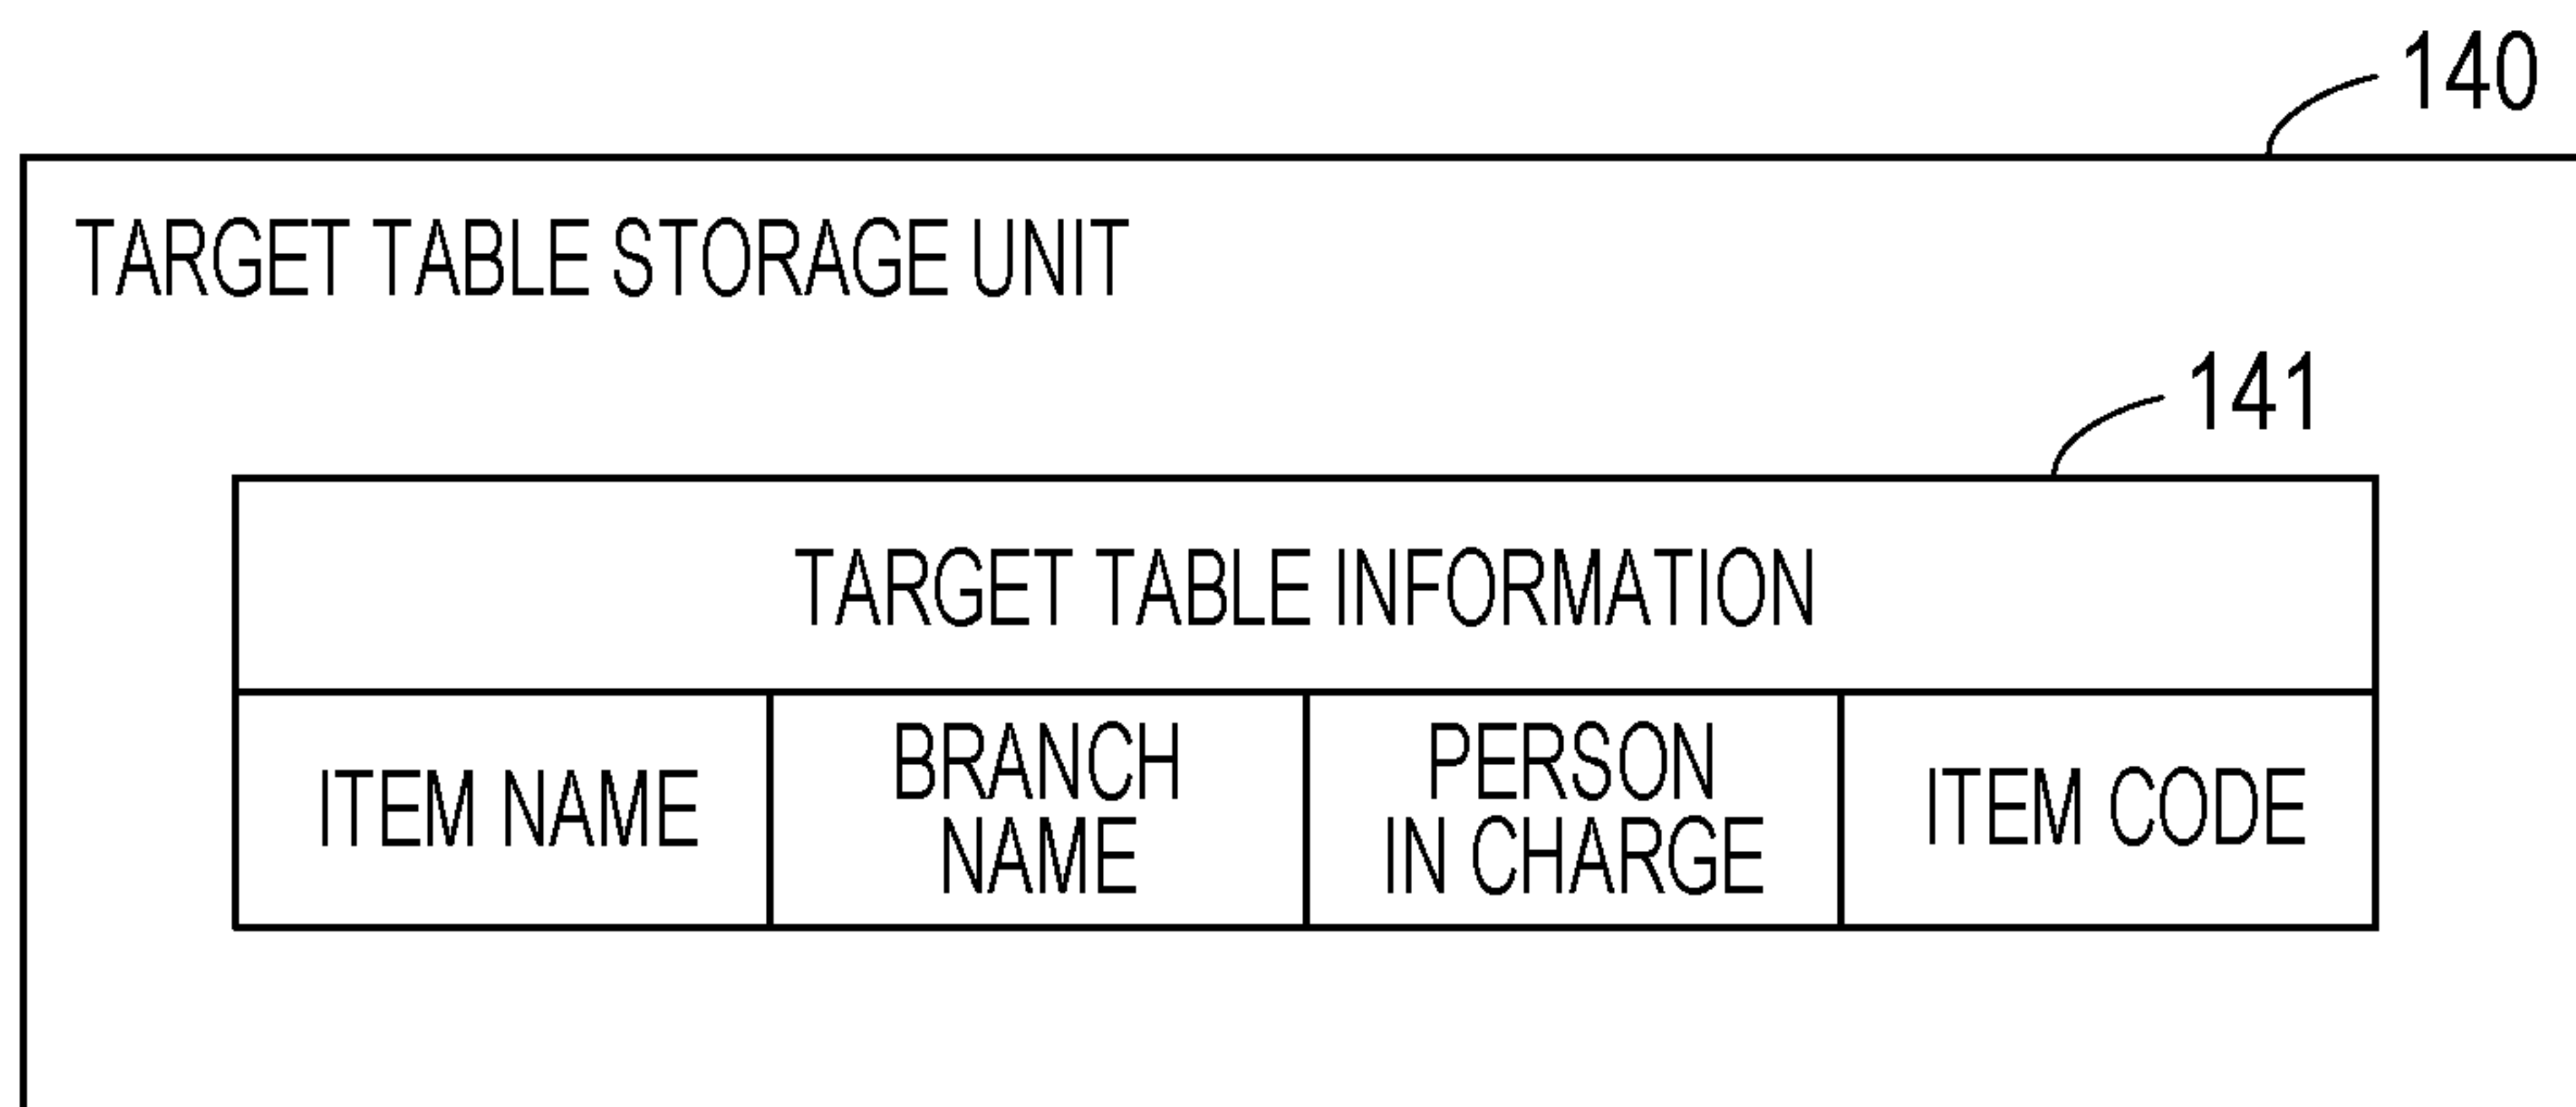 140
TARGET TABLE STORAGE UNIT
141
TARGET TABLE INFORMATION
ITEM NAME
BRANCH
NAME
PERSON
IN CHARGE
ITEM CODE